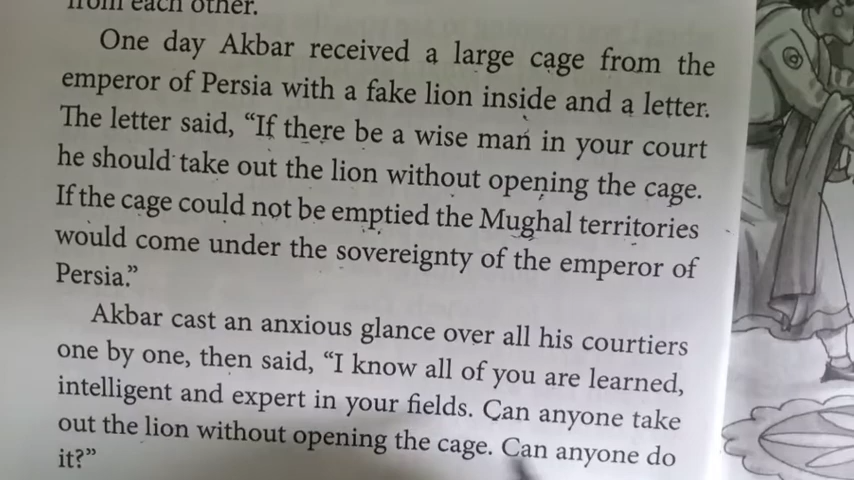 from each other.
One day Akbar received a large cage from the
emperor of Persia with a fake lion inside and a letter.
The letter said, “If there be a wise man in your court
he should take out the lion without opening the cage.
If the cage could not be emptied the Mughal territories
would come under the sovereignty of the emperor of
Persia.”
Akbar cast an anxious glance over all his courtiers
one by one, then said, “I know all of you are learned,
intelligent and expert in your fields. Can anyone take
out the lion without opening the cage. Can anyone do
it?”